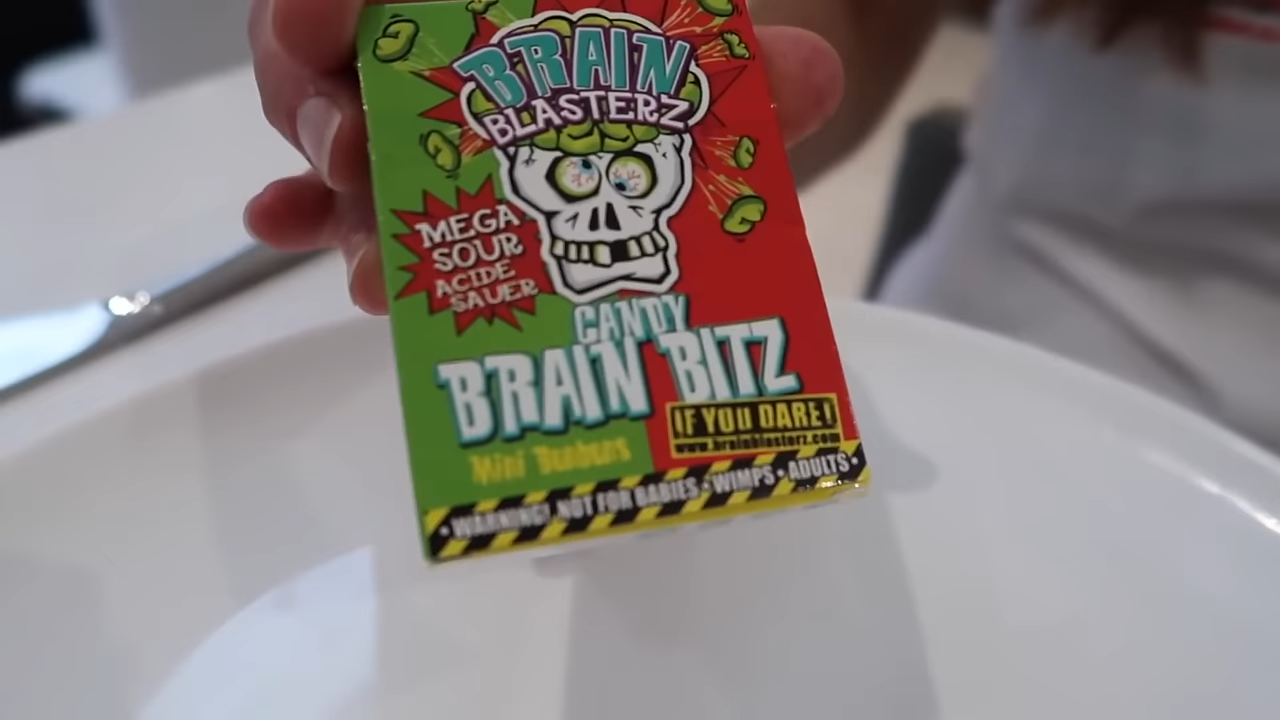 BRAIN
BLASTERZ
MEGA
SOUR
ACIDE
SAUER
CANDY
BRAIN BITZ
IF YOU DARE!
www.brainblasterz.com
Mini Bonbons
• WARNING! NOT FOR BABIES • WIMPS • ADULTS •